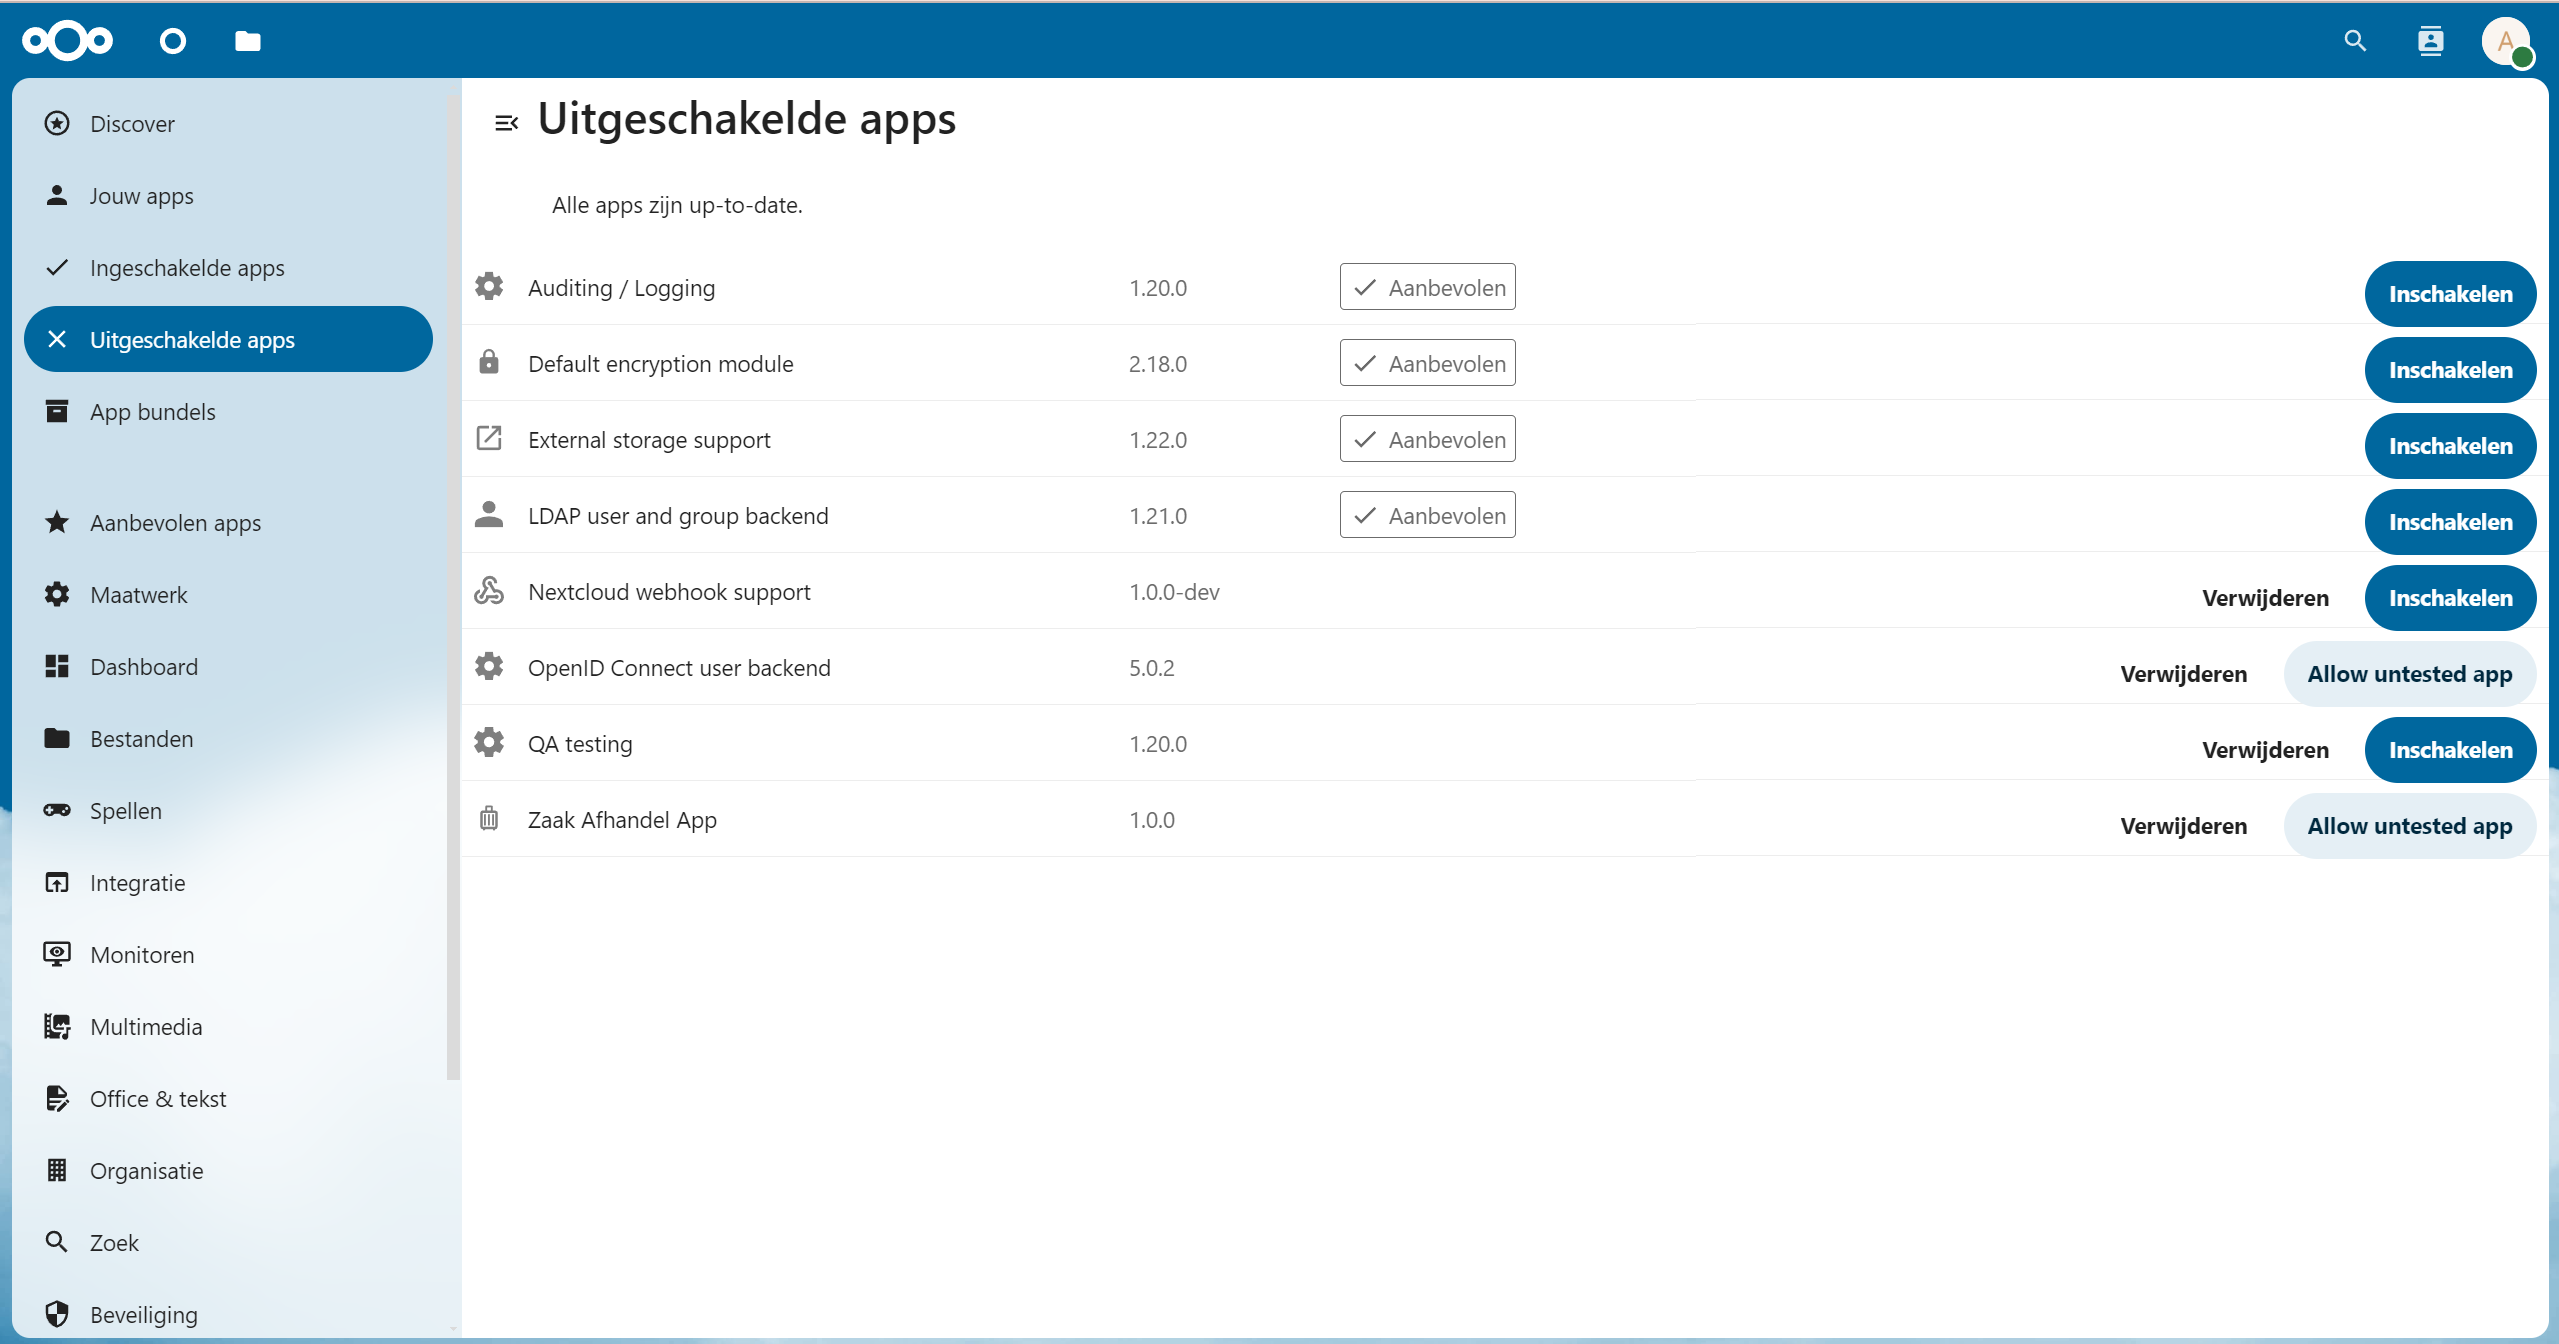 A
Discover
Jouw apps
Ingeschakelde apps
Uitgeschakelde apps
App bundels
Aanbevolen apps
Maatwerk
Dashboard
Bestanden
Spellen
Integratie
Monitoren
Multimedia
Office & tekst
Organisatie
Zoek
Beveiliging
Uitgeschakelde apps
Alle apps zijn up-to-date.
Auditing / Logging 1.20.0 Aanbevolen Inschakelen
Default encryption module 2.18.0 Aanbevolen Inschakelen
External storage support 1.22.0 Aanbevolen Inschakelen
LDAP user and group backend 1.21.0 Aanbevolen Inschakelen
Nextcloud webhook support 1.0.0-dev Verwijderen Inschakelen
OpenID Connect user backend 5.0.2 Verwijderen Allow untested app
QA testing 1.20.0 Verwijderen Inschakelen
Zaak Afhandel App 1.0.0 Verwijderen Allow untested app